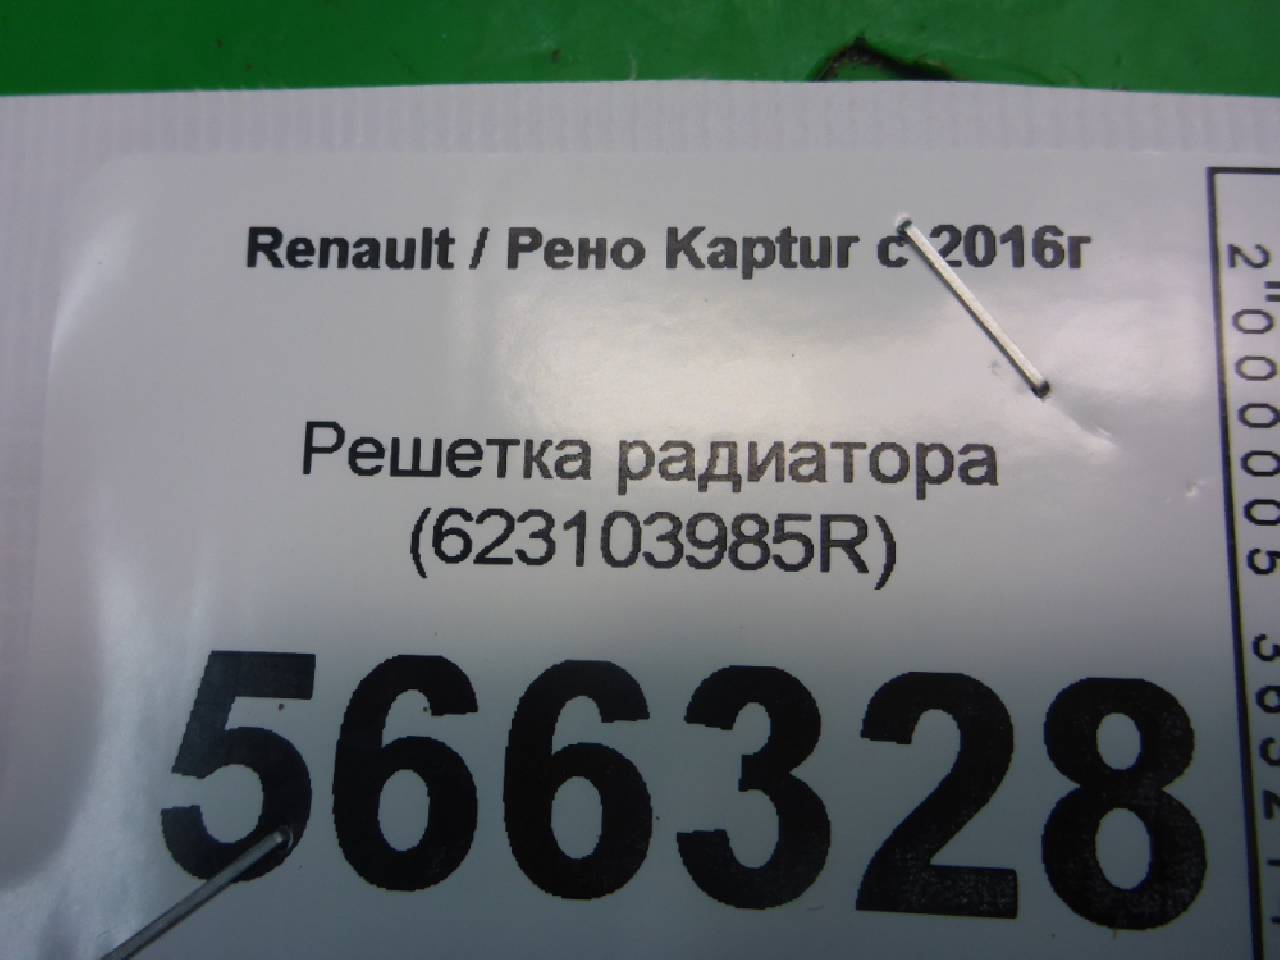 Renault / Рено Kaptur с 2016г
Решетка радиатора
(623103985R)
566328